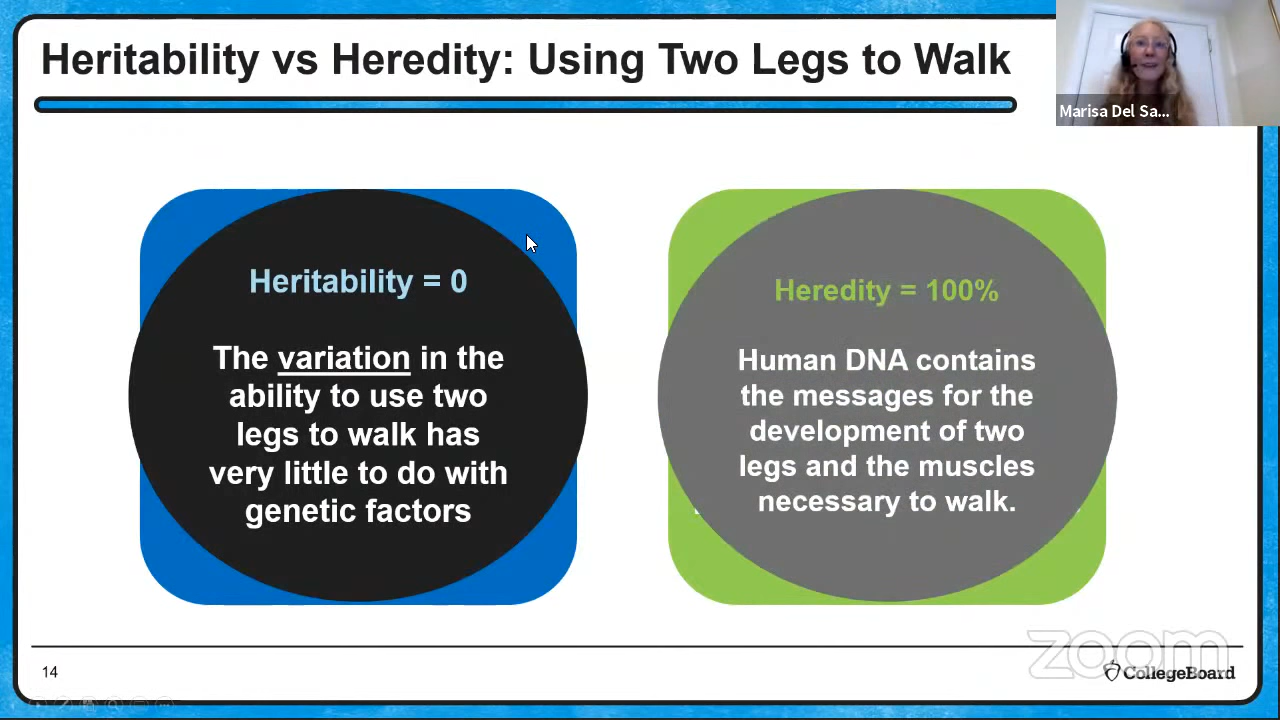 Heritability vs Heredity: Using Two Legs to Walk
Marisa Del Sa...
Heritability = 0
The variation in the
ability to use two
legs to walk has
very little to do with
genetic factors
Heredity = 100%
Human DNA contains
the messages for the
development of two
legs and the muscles
necessary to walk.
zoom
14
CollegeBoard